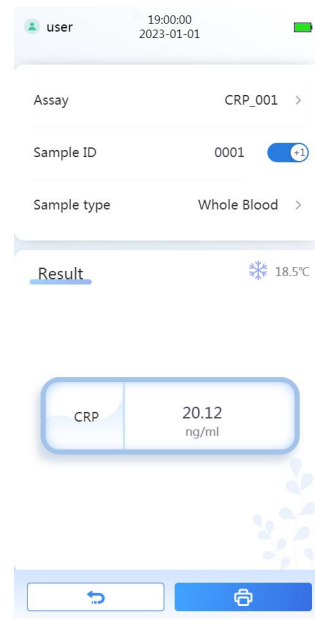 user 19:00:00
2023-01-01
Assay CRP_001 >
Sample ID 0001 +1
Sample type Whole Blood >
Result 18.5℃
CRP 20.12
ng/ml